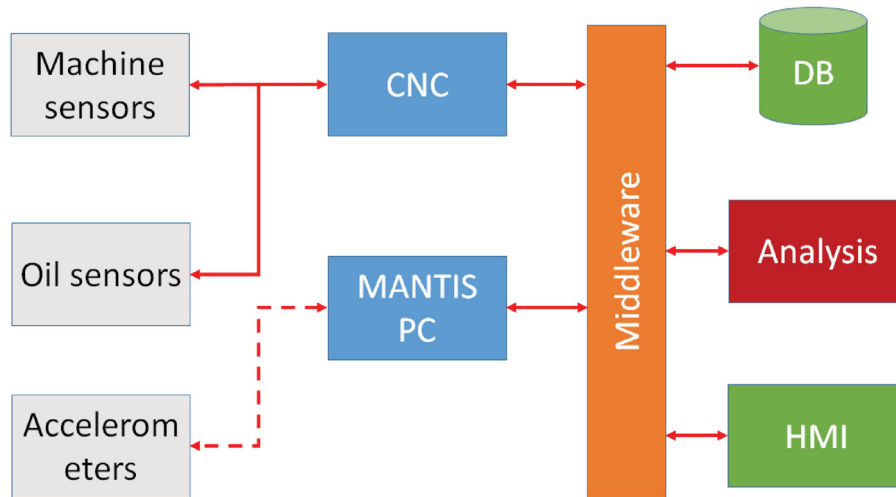 Machine
sensors
CNC
DB
Oil sensors
MANTIS
PC
Middleware
Analysis
Accelerom
eters
HMI